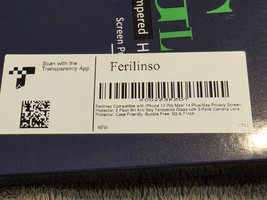 Screen P
mpered H
Scan with the
Transparency App
Ferilinso
Ferilinso Compatible with iPhone 13 Pro Max/ 14 Plus/Max Privacy Screen
Protector, 2 Pack 9H Anti Spy Tempered Glass with 2 Pack Camera Lens
Protector, Case Friendly, Bubble Free, 5G 6.7 Inch
NEW